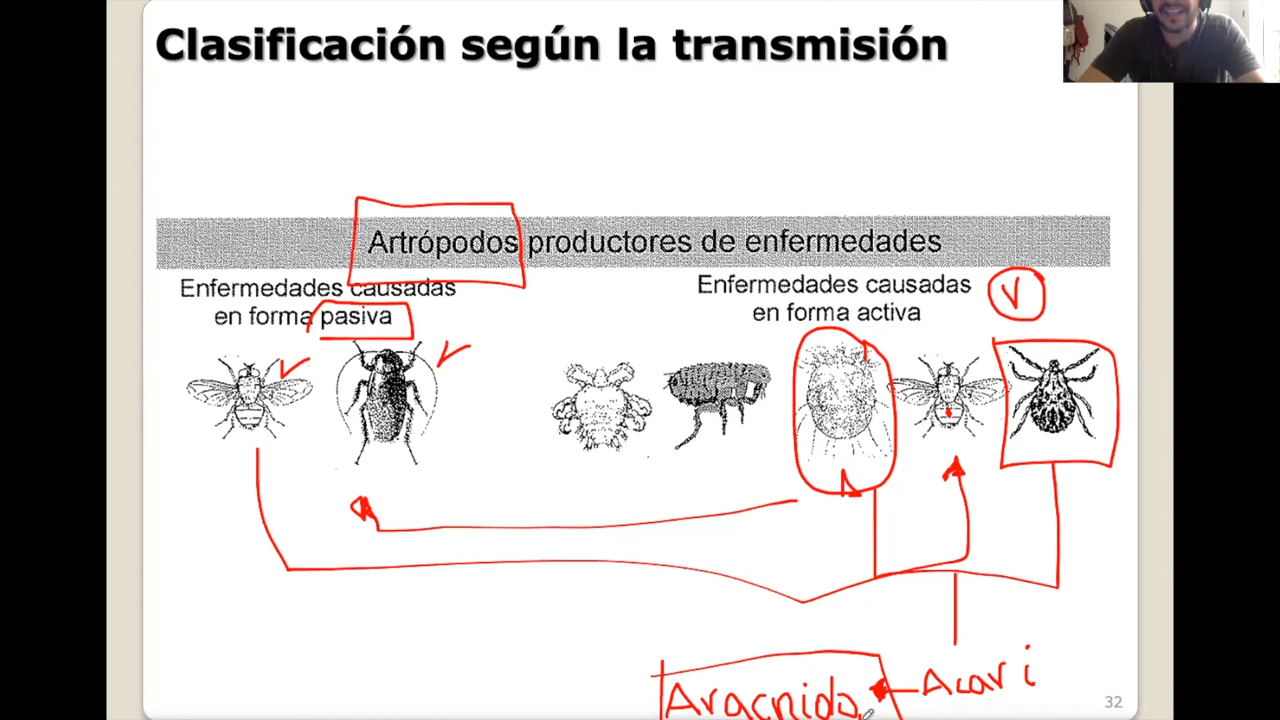 Clasificación según la transmisión
Artrópodos productores de enfermedades
Enfermedades causadas
en forma pasiva
Enfermedades causadas
en forma activa
V
Acari
Aracnida
32